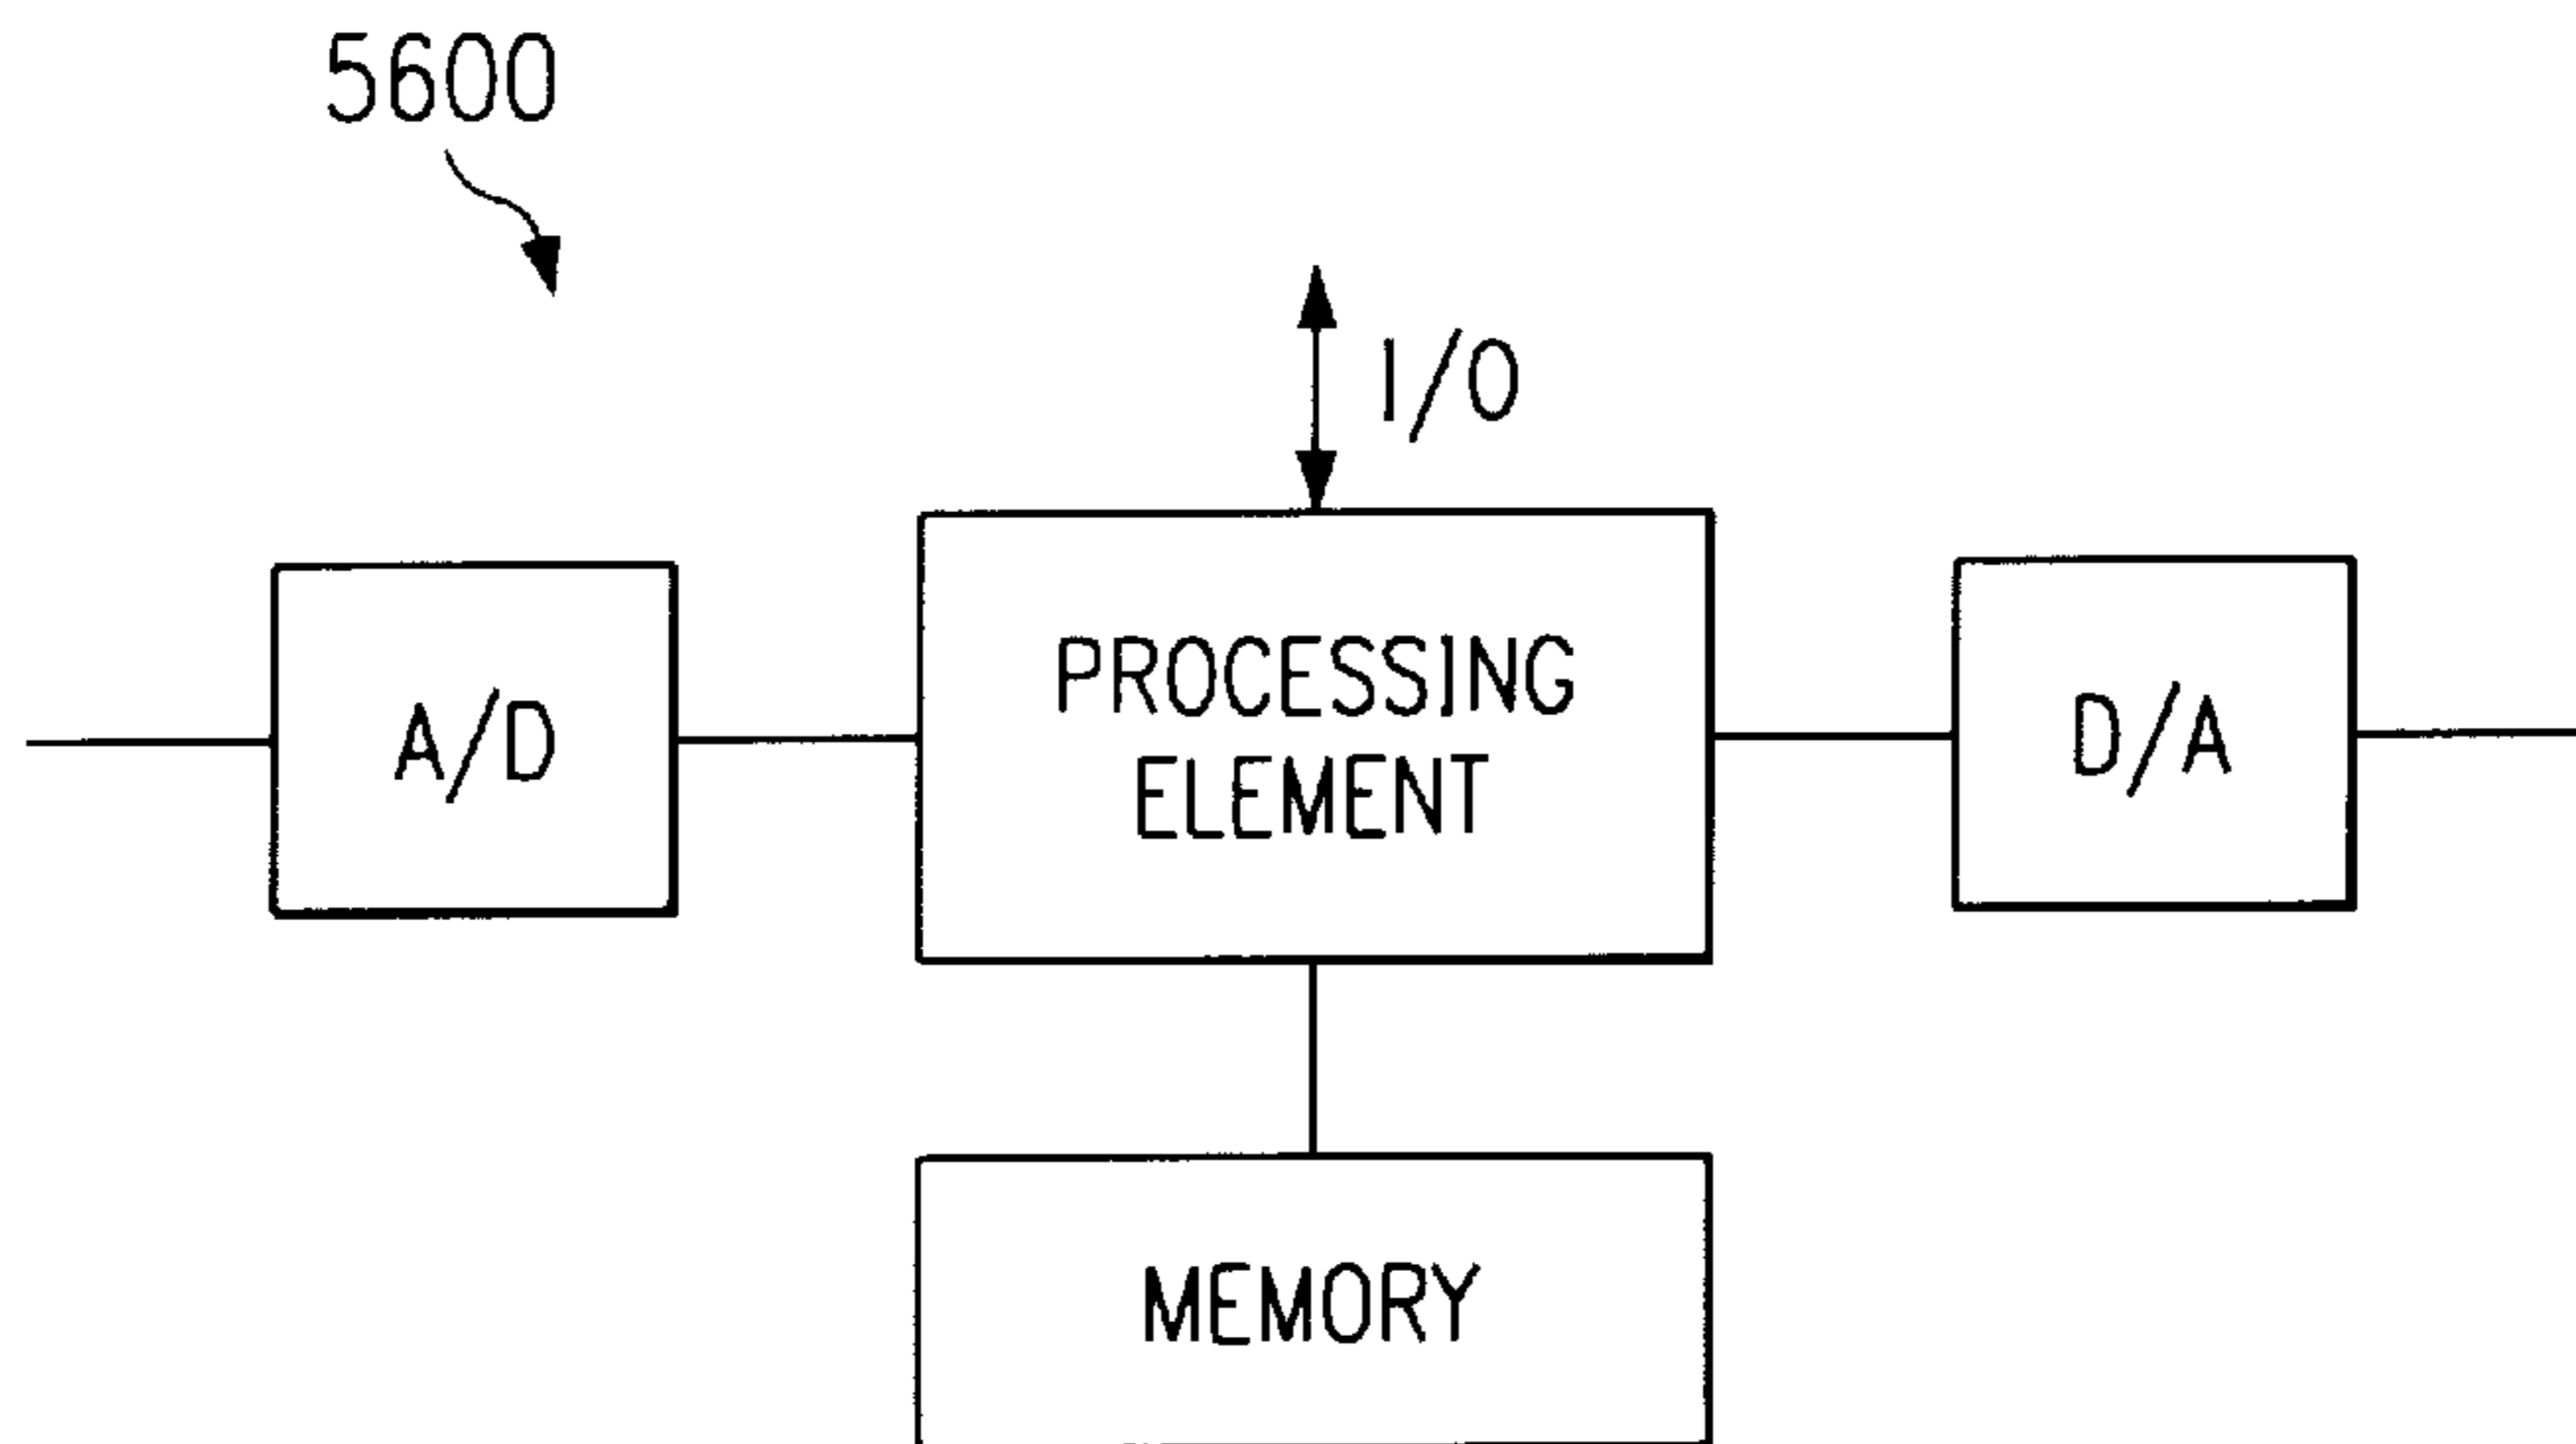 5600
I/O
A/D
PROCESSING
ELEMENT
D/A
MEMORY